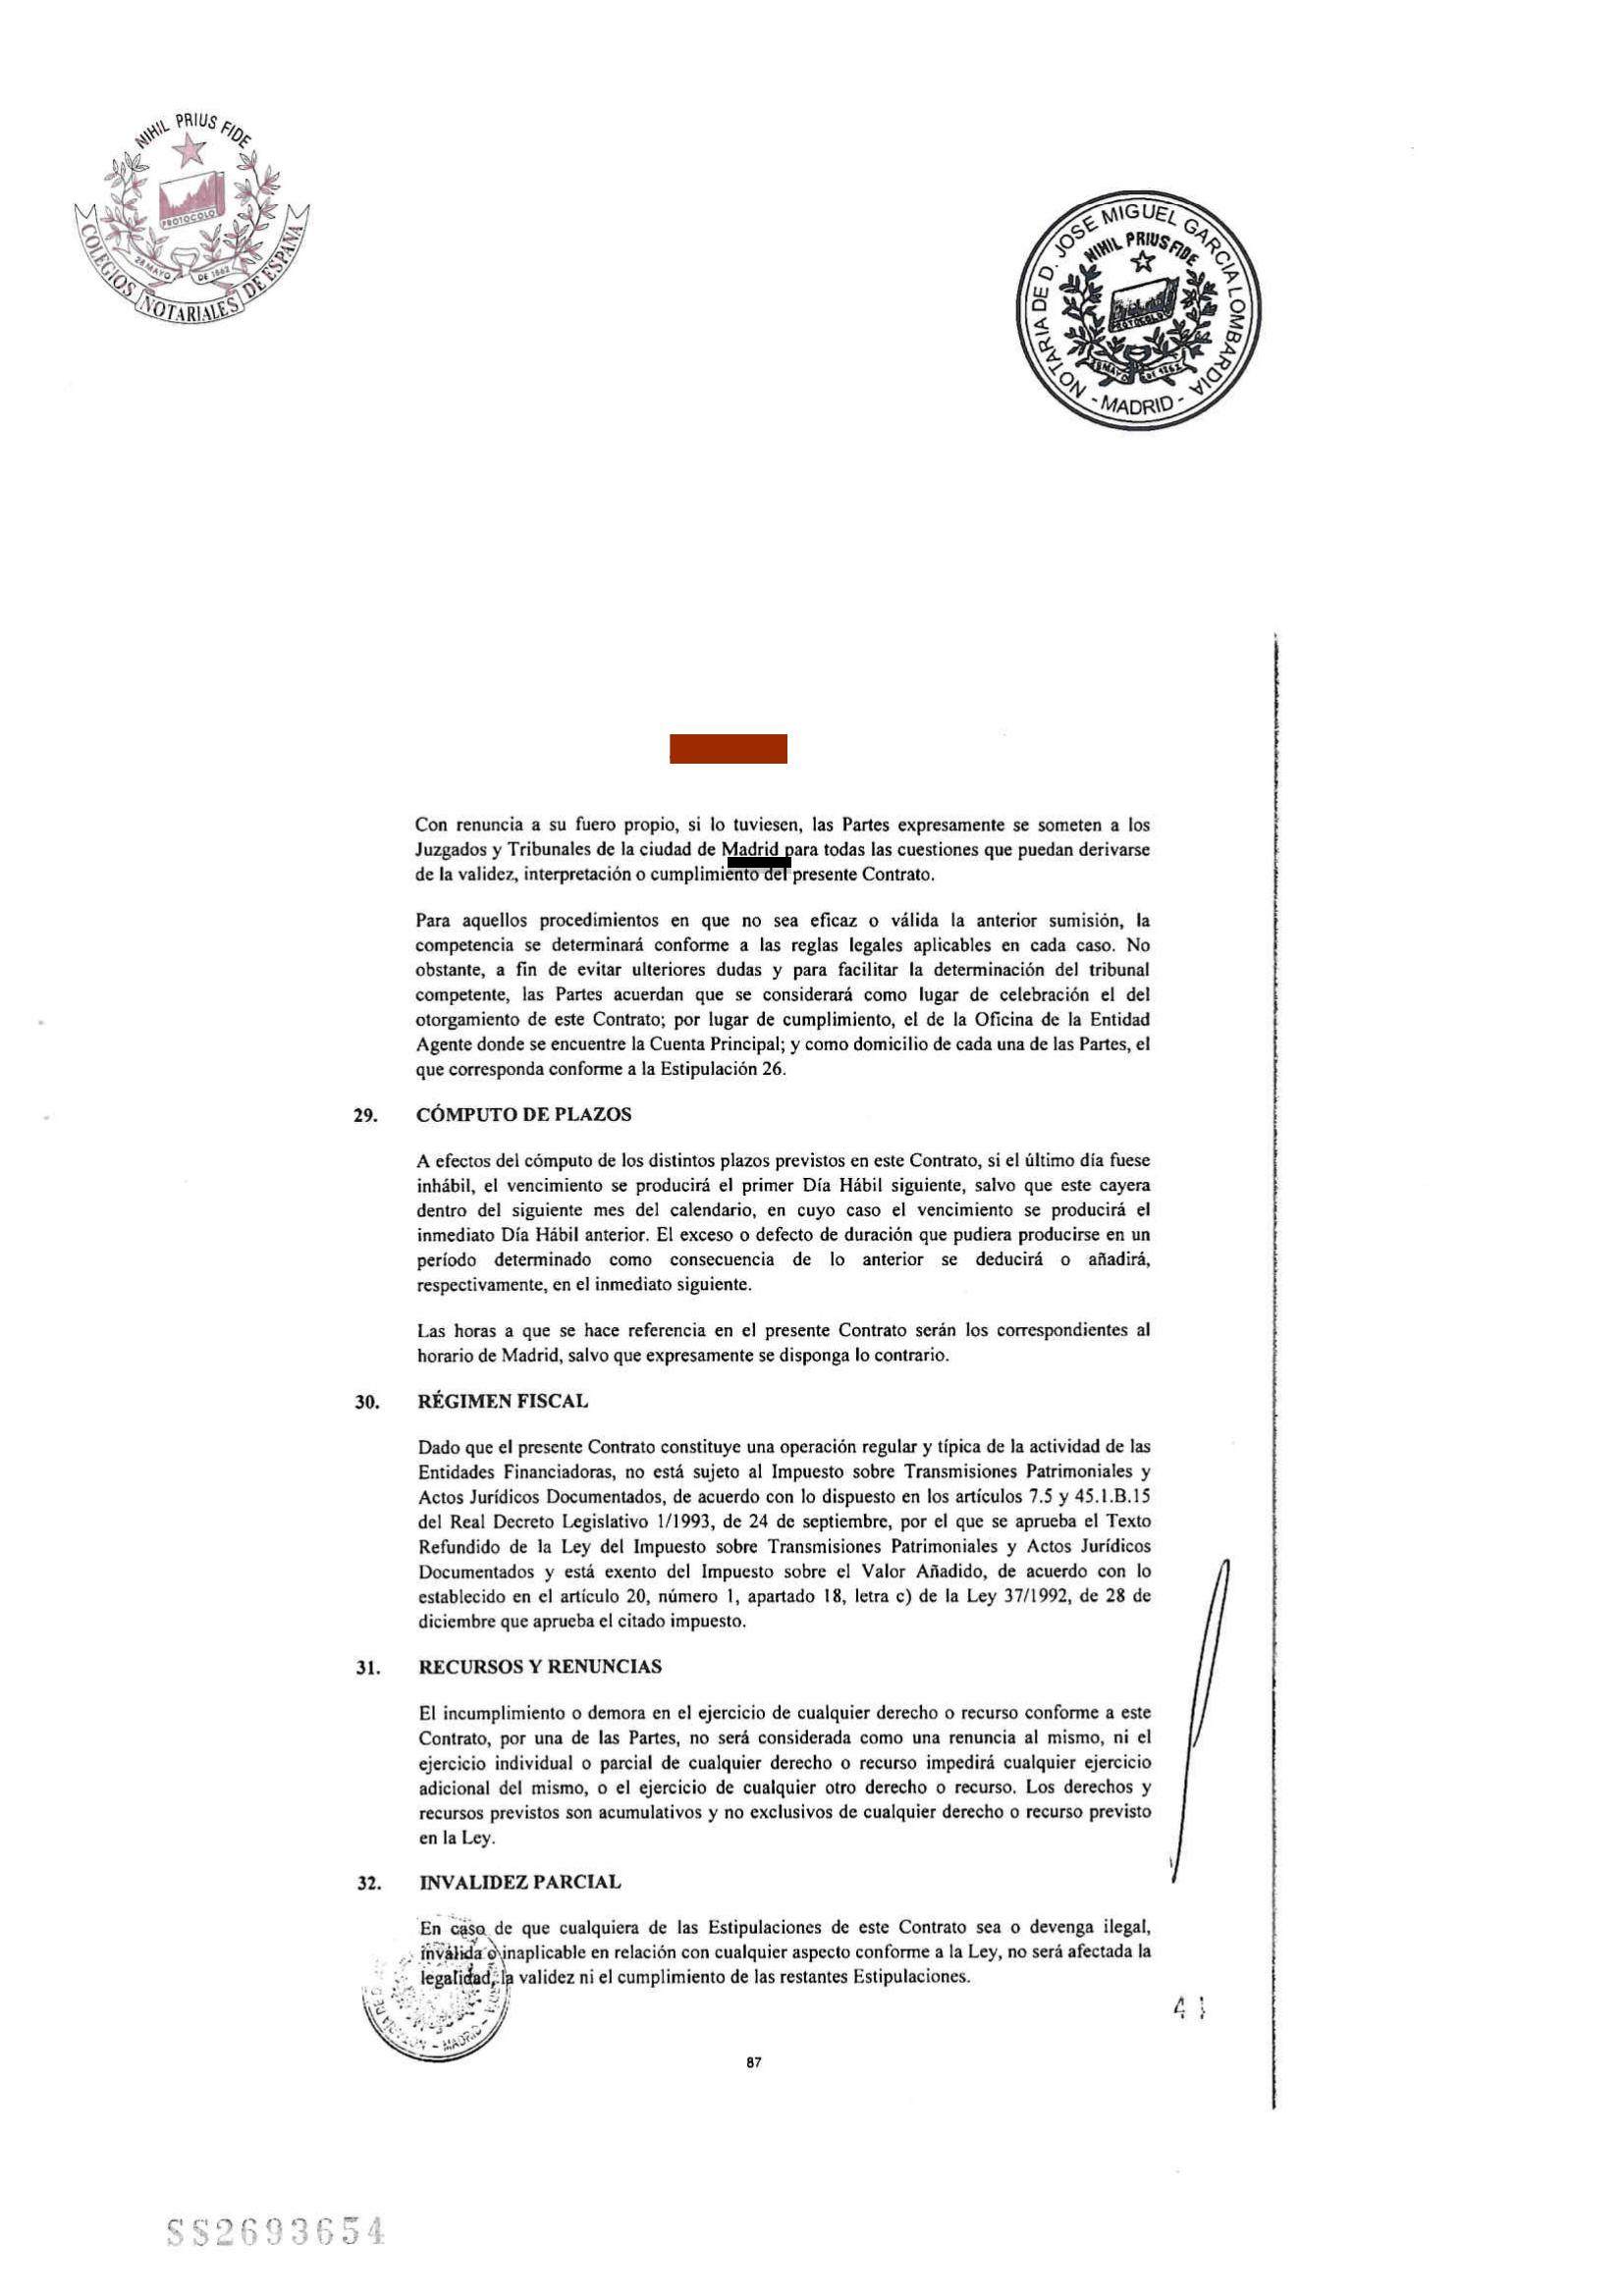 NIHIL PRIUS FIDE
PROTOCOLO
28 MAYO DE 1862
COLEGIOS NOTARIALES DE ESPAÑA
NOTARIA DE D. JOSE MIGUEL GARCIA LOMBARDIA
NIHIL PRIUS FIDE
PROTOCOLO
28 MAYO DE 1862
- MADRID -
Con renuncia a su fuero propio, si lo tuviesen, las Partes expresamente se someten a los
Juzgados y Tribunales de la ciudad de Madrid para todas las cuestiones que puedan derivarse
de la validez, interpretación o cumplimiento del presente Contrato.
Para aquellos procedimientos en que no sea eficaz o válida la anterior sumisión, la
competencia se determinará conforme a las reglas legales aplicables en cada caso. No
obstante, a fin de evitar ulteriores dudas y para facilitar la determinación del tribunal
competente, las Partes acuerdan que se considerará como lugar de celebración el del
otorgamiento de este Contrato; por lugar de cumplimiento, el de la Oficina de la Entidad
Agente donde se encuentre la Cuenta Principal; y como domicilio de cada una de las Partes, el
que corresponda conforme a la Estipulación 26.
29. CÓMPUTO DE PLAZOS
A efectos del cómputo de los distintos plazos previstos en este Contrato, si el último día fuese
inhábil, el vencimiento se producirá el primer Día Hábil siguiente, salvo que este cayera
dentro del siguiente mes del calendario, en cuyo caso el vencimiento se producirá el
inmediato Día Hábil anterior. El exceso o defecto de duración que pudiera producirse en un
período determinado como consecuencia de lo anterior se deducirá o añadirá,
respectivamente, en el inmediato siguiente.
Las horas a que se hace referencia en el presente Contrato serán los correspondientes al
horario de Madrid, salvo que expresamente se disponga lo contrario.
30. RÉGIMEN FISCAL
Dado que el presente Contrato constituye una operación regular y típica de la actividad de las
Entidades Financiadoras, no está sujeto al Impuesto sobre Transmisiones Patrimoniales y
Actos Jurídicos Documentados, de acuerdo con lo dispuesto en los artículos 7.5 y 45.1.B.15
del Real Decreto Legislativo 1/1993, de 24 de septiembre, por el que se aprueba el Texto
Refundido de la Ley del Impuesto sobre Transmisiones Patrimoniales y Actos Jurídicos
Documentados y está exento del Impuesto sobre el Valor Añadido, de acuerdo con lo
establecido en el artículo 20, número 1, apartado 18, letra c) de la Ley 37/1992, de 28 de
diciembre que aprueba el citado impuesto.
31. RECURSOS Y RENUNCIAS
El incumplimiento o demora en el ejercicio de cualquier derecho o recurso conforme a este
Contrato, por una de las Partes, no será considerada como una renuncia al mismo, ni el
ejercicio individual o parcial de cualquier derecho o recurso impedirá cualquier ejercicio
adicional del mismo, o el ejercicio de cualquier otro derecho o recurso. Los derechos y
recursos previstos son acumulativos y no exclusivos de cualquier derecho o recurso previsto
en la Ley.
32. INVALIDEZ PARCIAL
En caso de que cualquiera de las Estipulaciones de este Contrato sea o devenga ilegal,
inválida o inaplicable en relación con cualquier aspecto conforme a la Ley, no será afectada la
legalidad, la validez ni el cumplimiento de las restantes Estipulaciones.
- MADRID -
87
SS2693654